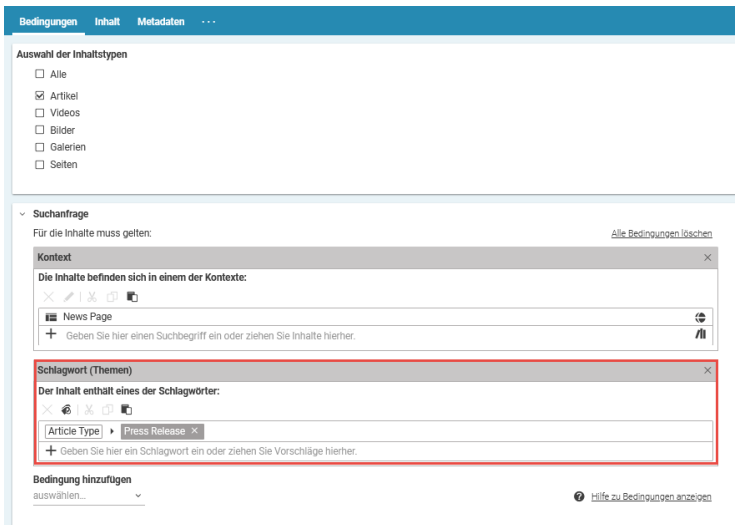 Bedingungen Inhalt Metadaten ...
Auswahl der Inhaltstypen
Alle
Artikel
Videos
Bilder
Galerien
Seiten
Suchanfrage
Für die Inhalte muss gelten: Alle Bedingungen löschen
Kontext
Die Inhalte befinden sich in einem der Kontexte:
News Page
Geben Sie hier einen Suchbegriff ein oder ziehen Sie Inhalte hierher.
Schlagwort (Themen)
Der Inhalt enthält eines der Schlagwörter:
Article Type Press Release
Geben Sie hier ein Schlagwort ein oder ziehen Sie Vorschläge hierher.
Bedingung hinzufügen
auswählen... Hilfe zu Bedingungen anzeigen